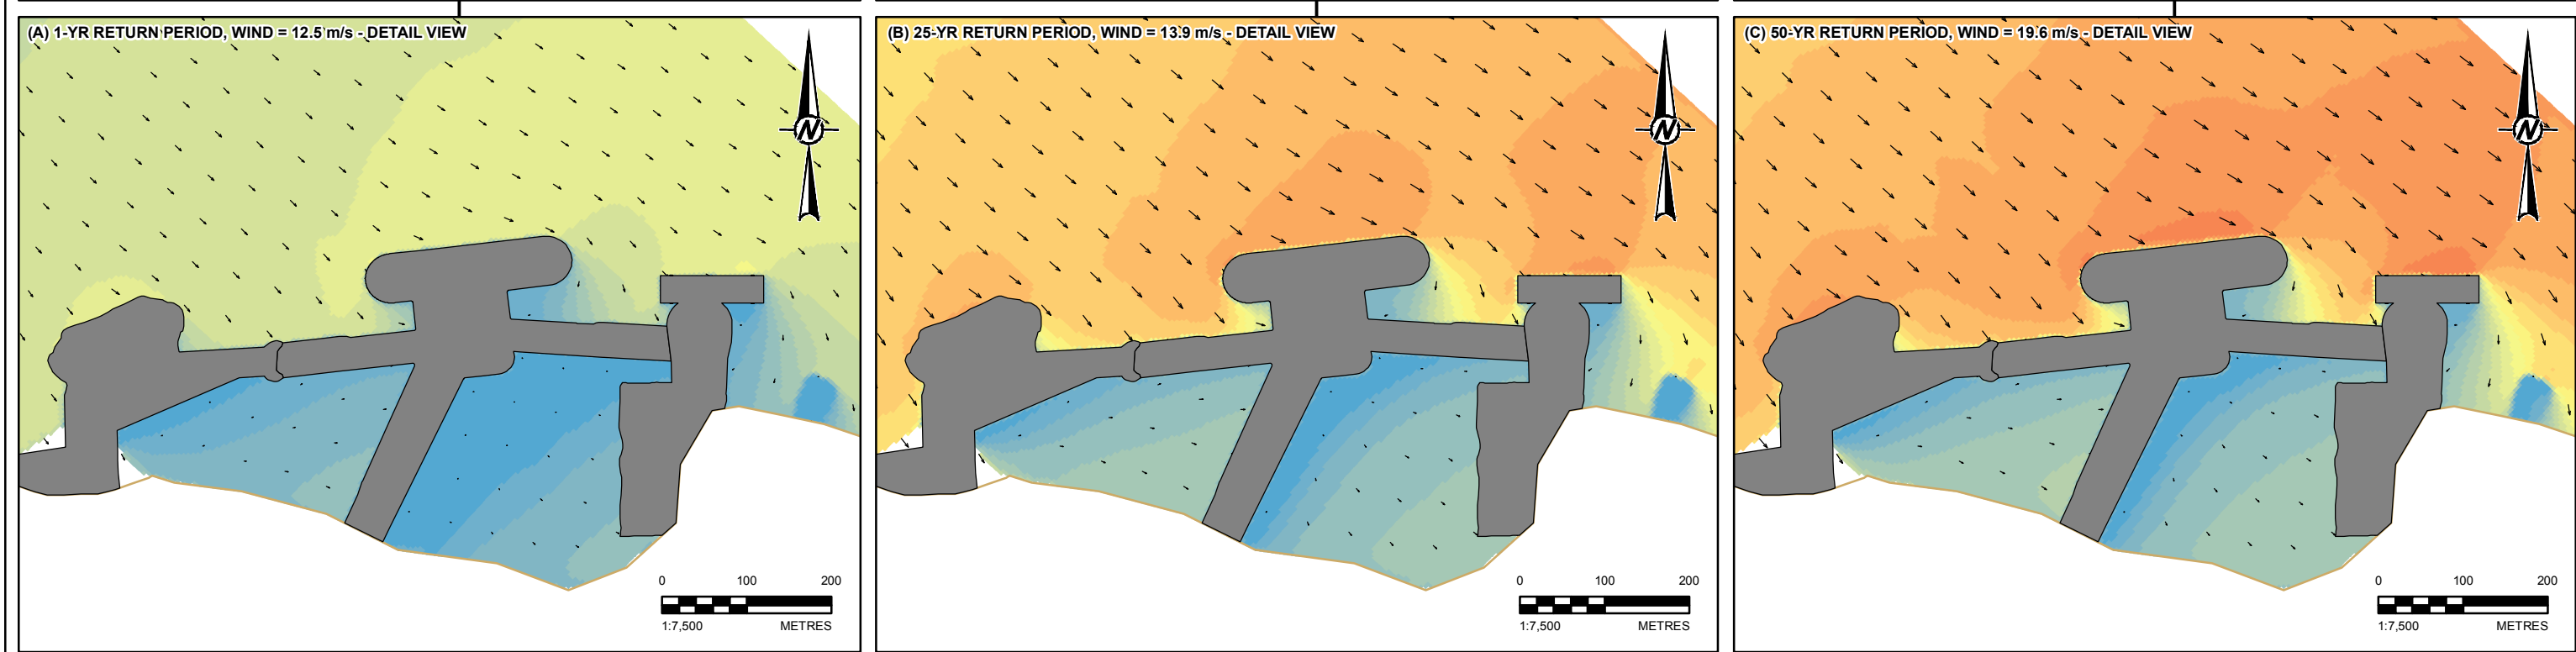 (A) 1-YR RETURN PERIOD, WIND = 12.5 m/s - DETAIL VIEW
N
0 100 200
1:7,500 METRES
(B) 25-YR RETURN PERIOD, WIND = 13.9 m/s - DETAIL VIEW
N
0 100 200
1:7,500 METRES
(C) 50-YR RETURN PERIOD, WIND = 19.6 m/s - DETAIL VIEW
N
0 100 200
1:7,500 METRES